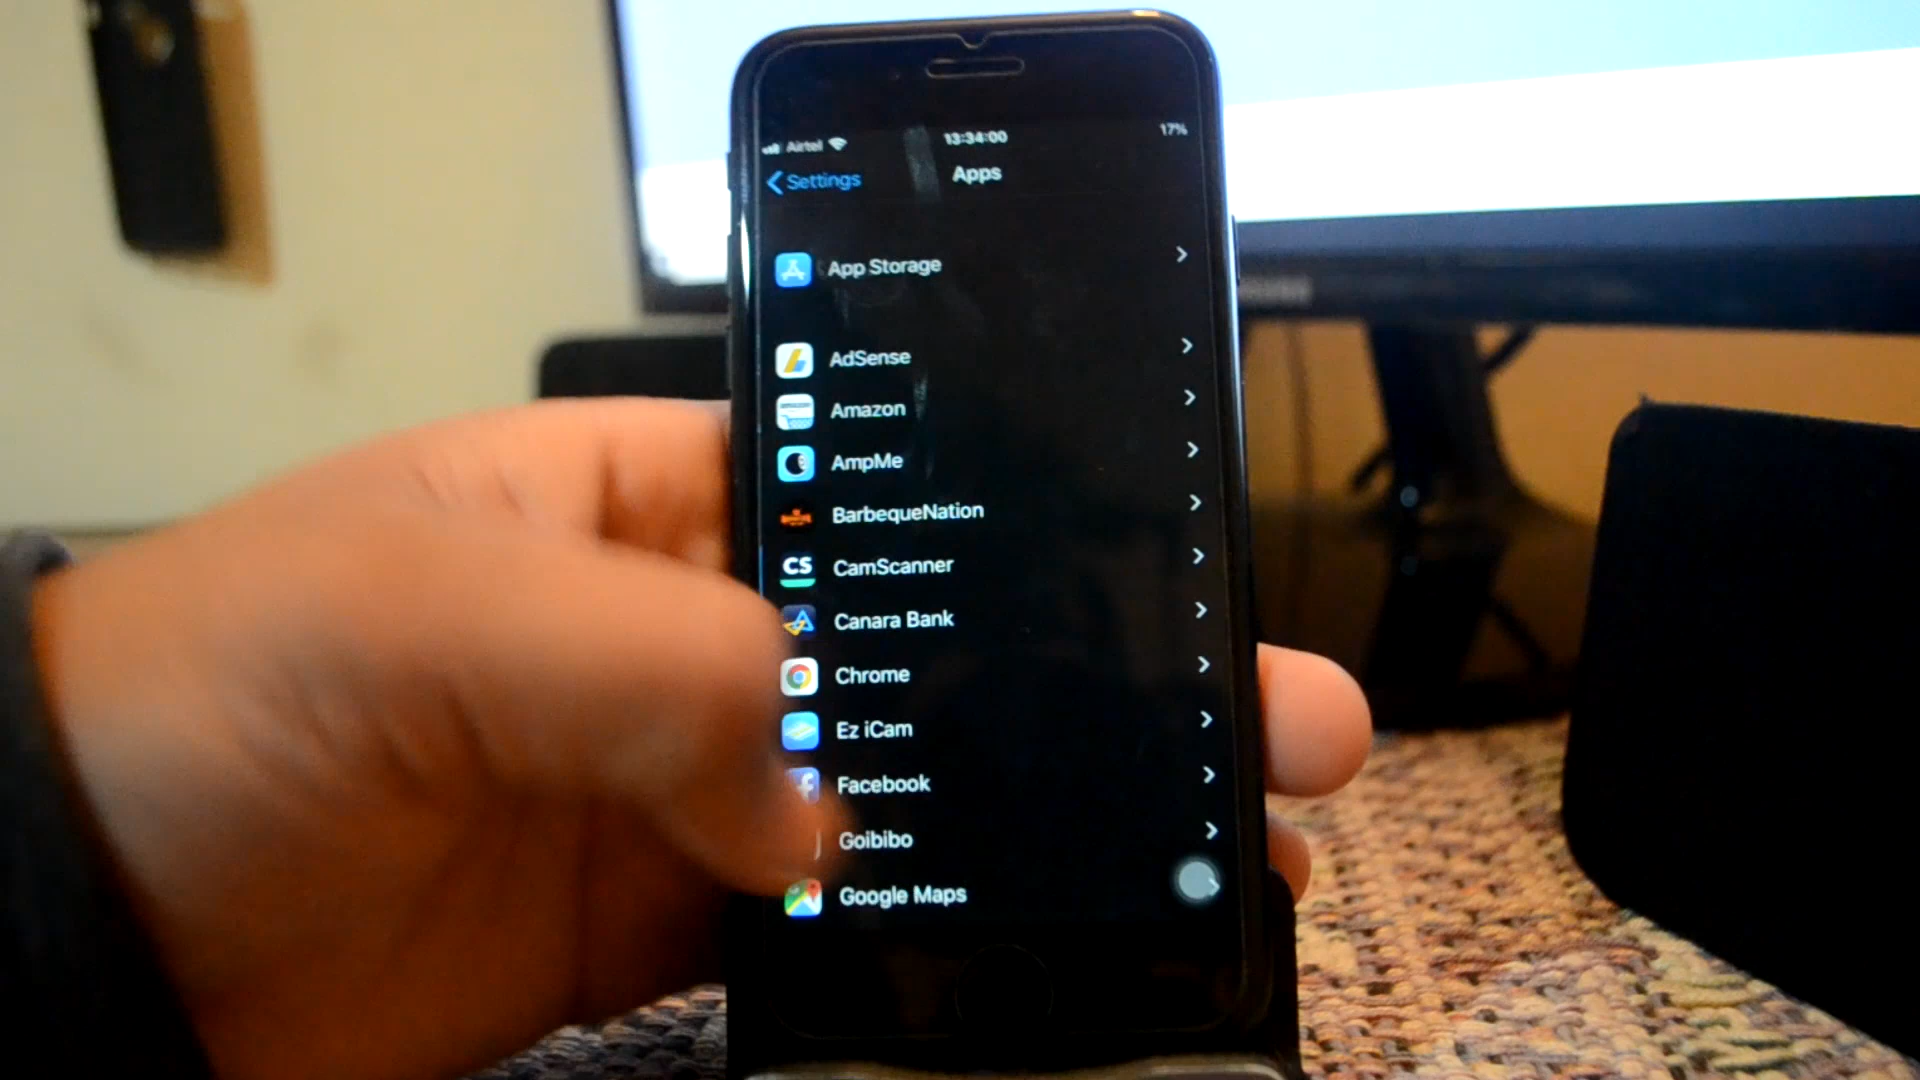 Airtel 13:34:00 17%
Settings Apps
App Storage
AdSense
Amazon
AmpMe
BarbequeNation
CS CamScanner
Canara Bank
Chrome
Ez iCam
f Facebook
Goibibo
Google Maps